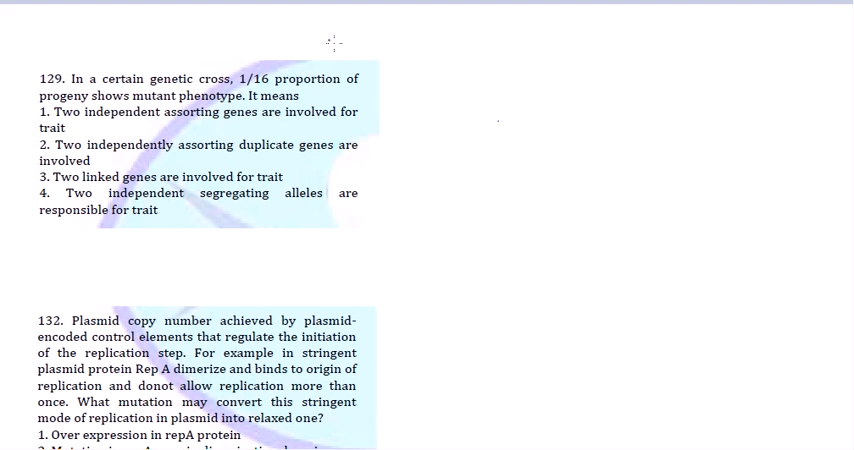 129. In a certain genetic cross, 1/16 proportion of
progeny shows mutant phenotype. It means
1. Two independent assorting genes are involved for
trait
2. Two independently assorting duplicate genes are
involved
3. Two linked genes are involved for trait
4. Two independent segregating alleles are
responsible for trait
132. Plasmid copy number achieved by plasmid-
encoded control elements that regulate the initiation
of the replication step. For example in stringent
plasmid protein Rep A dimerize and binds to origin of
replication and donot allow replication more than
once. What mutation may convert this stringent
mode of replication in plasmid into relaxed one?
1. Over expression in repA protein